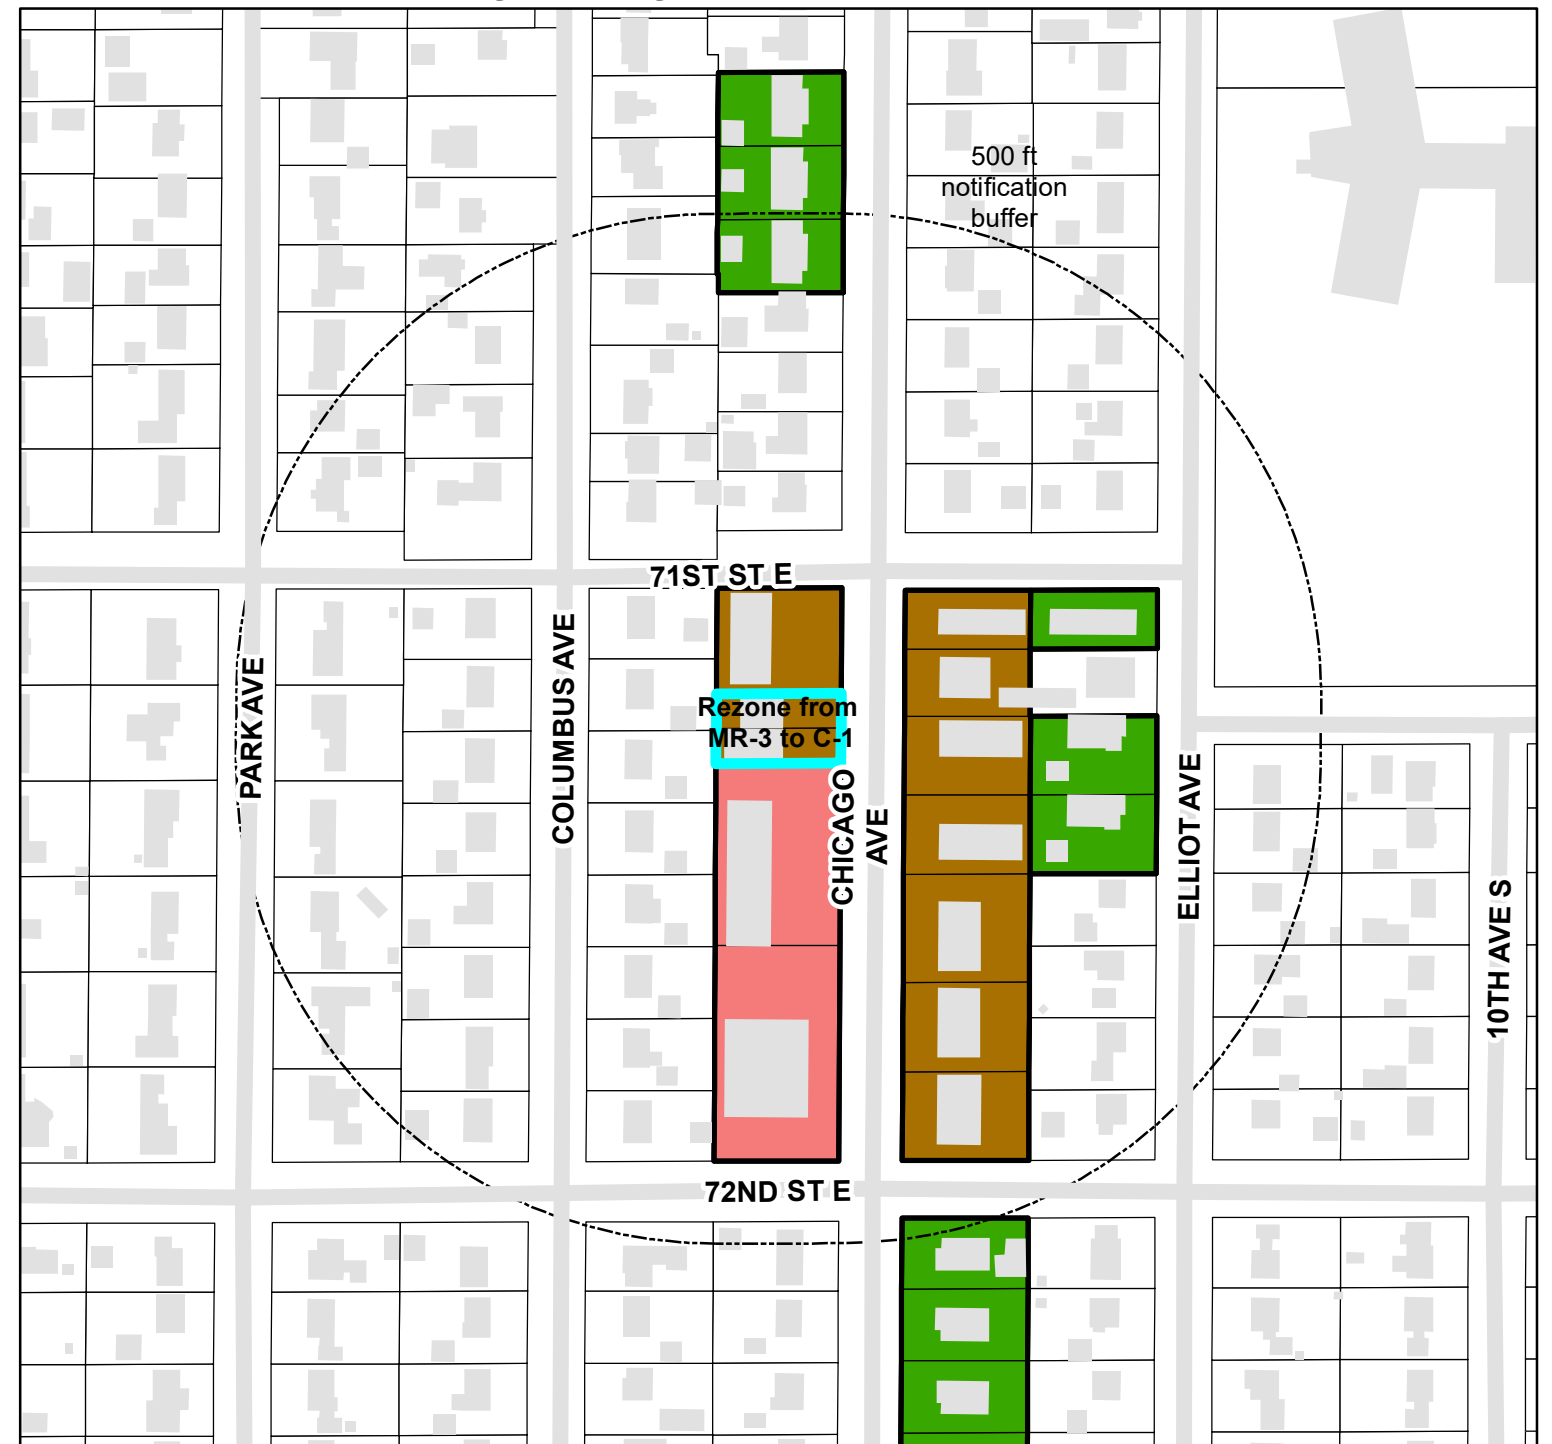 500 ft
notification
buffer
71ST ST E
Rezone from
MR-3 to C-1
PARK AVE
COLUMBUS AVE
CHICAGO
AVE
ELLIOT AVE
10TH AVE S
72ND ST E